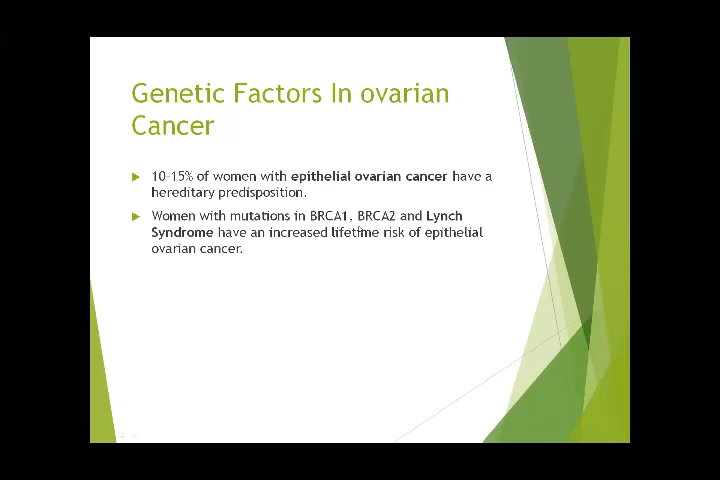 Genetic Factors In ovarian
Cancer
10-15% of women with epithelial ovarian cancer have a
hereditary predisposition.
Women with mutations in BRCA1, BRCA2 and Lynch
Syndrome have an increased lifetime risk of epithelial
ovarian cancer.